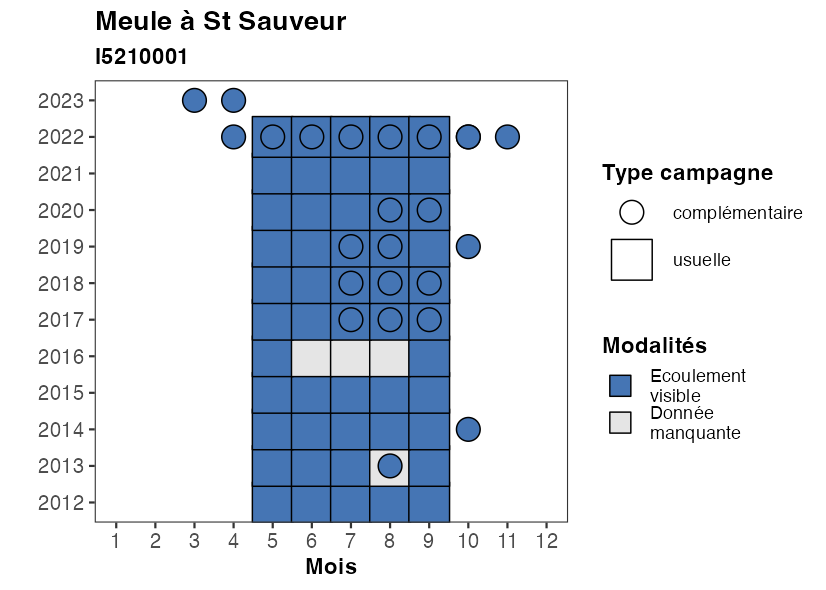 Meule à St Sauveur
I5210001
2023
2022
2021
2020
2019
2018
2017
2016
2015
2014
2013
2012
1 2 3 4 5 6 7 8 9 10 11 12
Mois
Type campagne
complémentaire
usuelle
Modalités
Ecoulement
visible
Donnée
manquante